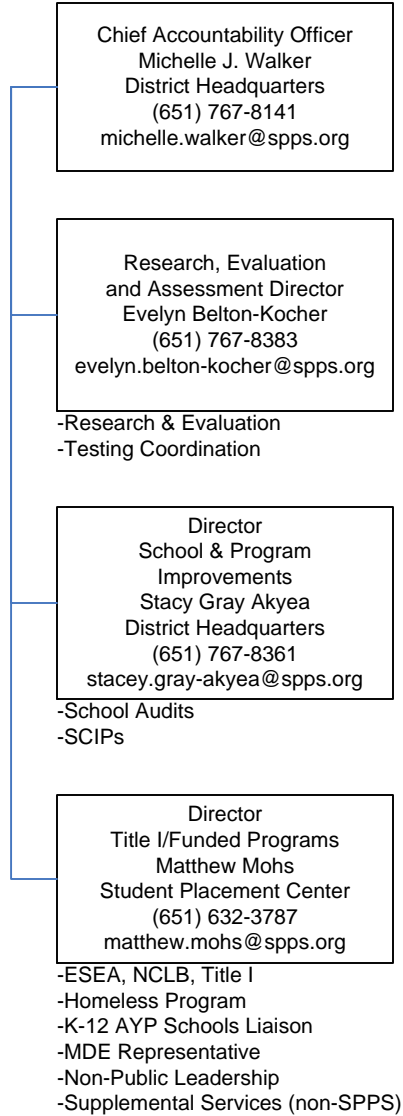 Chief Accountability Officer
Michelle J. Walker
District Headquarters
(651) 767-8141
michelle.walker@spps.org
Research, Evaluation
and Assessment Director
Evelyn Belton-Kocher
(651) 767-8383
evelyn.belton-kocher@spps.org
-Research & Evaluation
-Testing Coordination
Director
School & Program
Improvements
Stacy Gray Akyea
District Headquarters
(651) 767-8361
stacey.gray-akyea@spps.org
-School Audits
-SCIPs
Director
Title I/Funded Programs
Matthew Mohs
Student Placement Center
(651) 632-3787
matthew.mohs@spps.org
-ESEA, NCLB, Title I
-Homeless Program
-K-12 AYP Schools Liaison
-MDE Representative
-Non-Public Leadership
-Supplemental Services (non-SPPS)